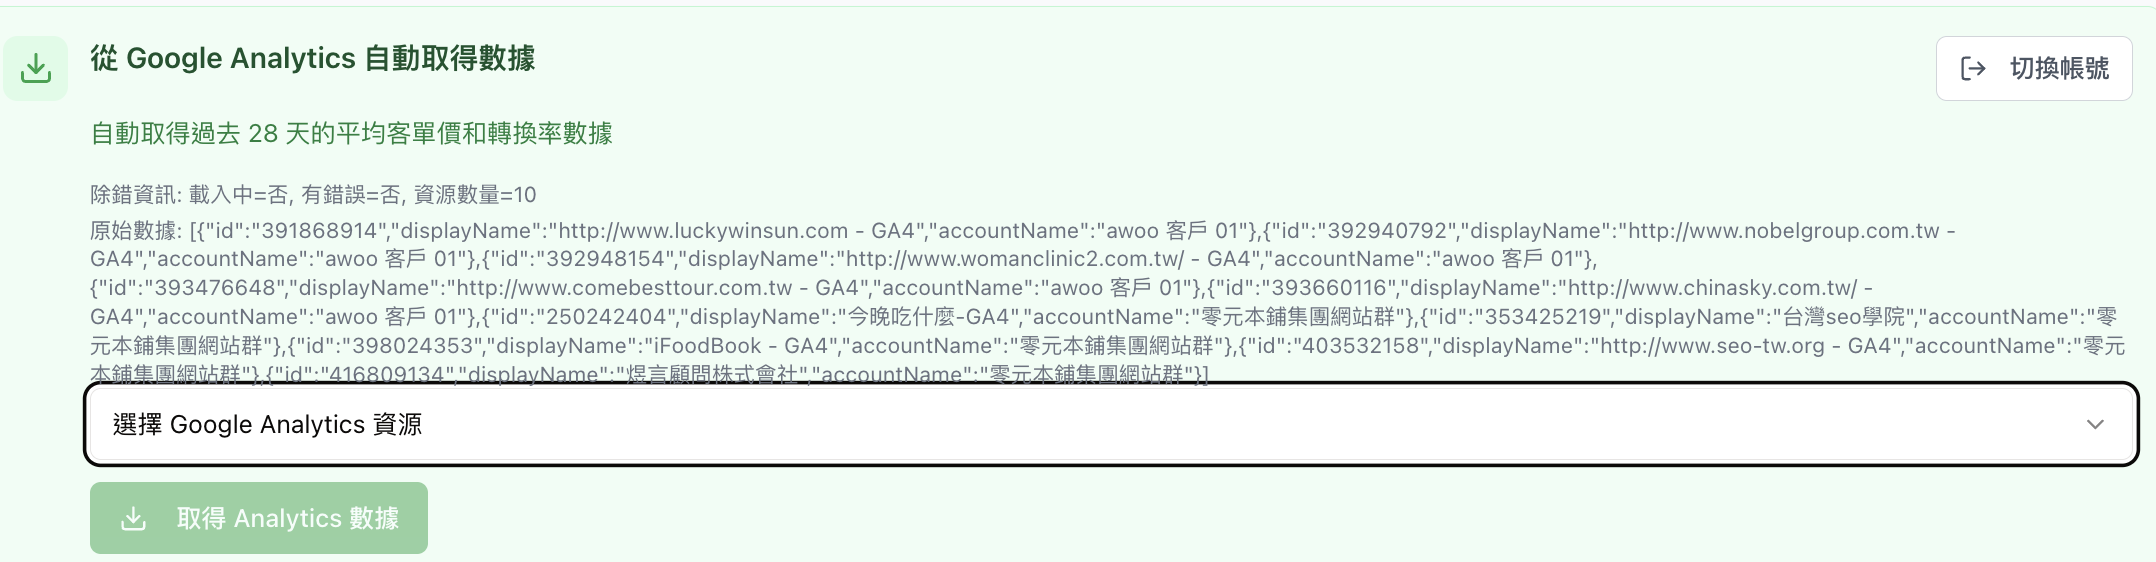 從 Google Analytics 自動取得數據
切換帳號
自動取得過去 28 天的平均客單價和轉換率數據
除錯資訊: 載入中=否, 有錯誤=否, 資源數量=10
原始數據: [{"id":"391868914","displayName":"http://www.luckywinsun.com - GA4","accountName":"awoo 客戶 01"},{"id":"392940792","displayName":"http://www.nobelgroup.com.tw -
GA4","accountName":"awoo 客戶 01"},{"id":"392948154","displayName":"http://www.womanclinic2.com.tw/ - GA4","accountName":"awoo 客戶 01"},
{"id":"393476648","displayName":"http://www.comebesttour.com.tw - GA4","accountName":"awoo 客戶 01"},{"id":"393660116","displayName":"http://www.chinasky.com.tw/ -
GA4","accountName":"awoo 客戶 01"},{"id":"250242404","displayName":"今晚吃什麼-GA4","accountName":"零元本鋪集團網站群"},{"id":"353425219","displayName":"台灣seo學院","accountName":"零
元本鋪集團網站群"},{"id":"398024353","displayName":"iFoodBook - GA4","accountName":"零元本鋪集團網站群"},{"id":"403532158","displayName":"http://www.seo-tw.org - GA4","accountName":"零元
本鋪集團網站群"},{"id":"416809134","displayName":"煜言顧問株式會社","accountName":"零元本鋪集團網站群"}]
選擇 Google Analytics 資源
取得 Analytics 數據